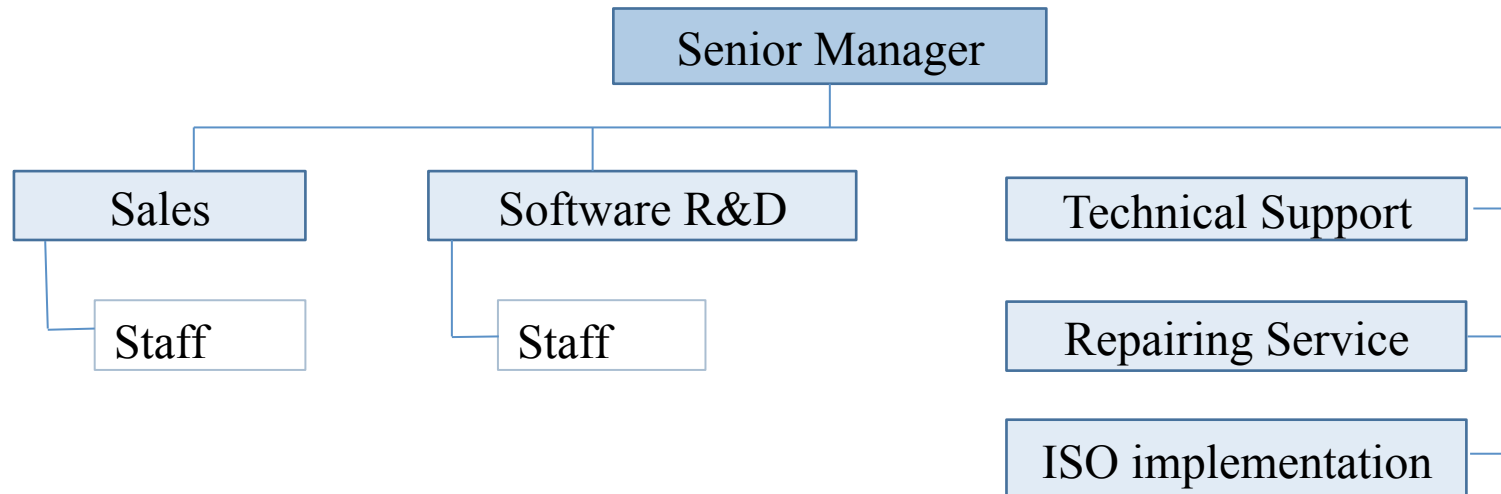 Senior Manager
Sales
Software R&D
Technical Support
Staff
Staff
Repairing Service
ISO implementation